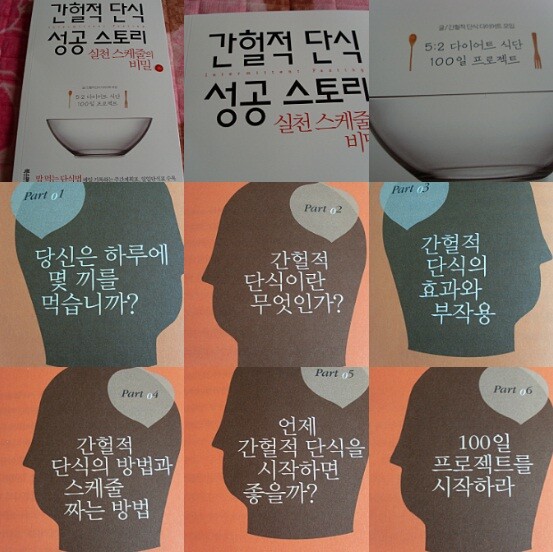 간헐적 단식
Intermittent Fasting
성공 스토리
실천 스케줄의
비밀
5:2 다이어트 식단
100일 프로젝트
간헐적 단식
Intermittent Fasting
성공 스토리
실천 스케줄
비밀
5:2 다이어트 식단
100일 프로젝트
Part 01
당신은 하루에
몇 끼를
먹습니까?
Part 02
간헐적
단식이란
무엇인가?
Part 03
간헐적
단식의
효과와
부작용
Part 04
간헐적
단식의 방법과
스케줄
짜는 방법
Part 05
언제
간헐적 단식을
시작하면
좋을까?
Part 06
100일
프로젝트를
시작하라